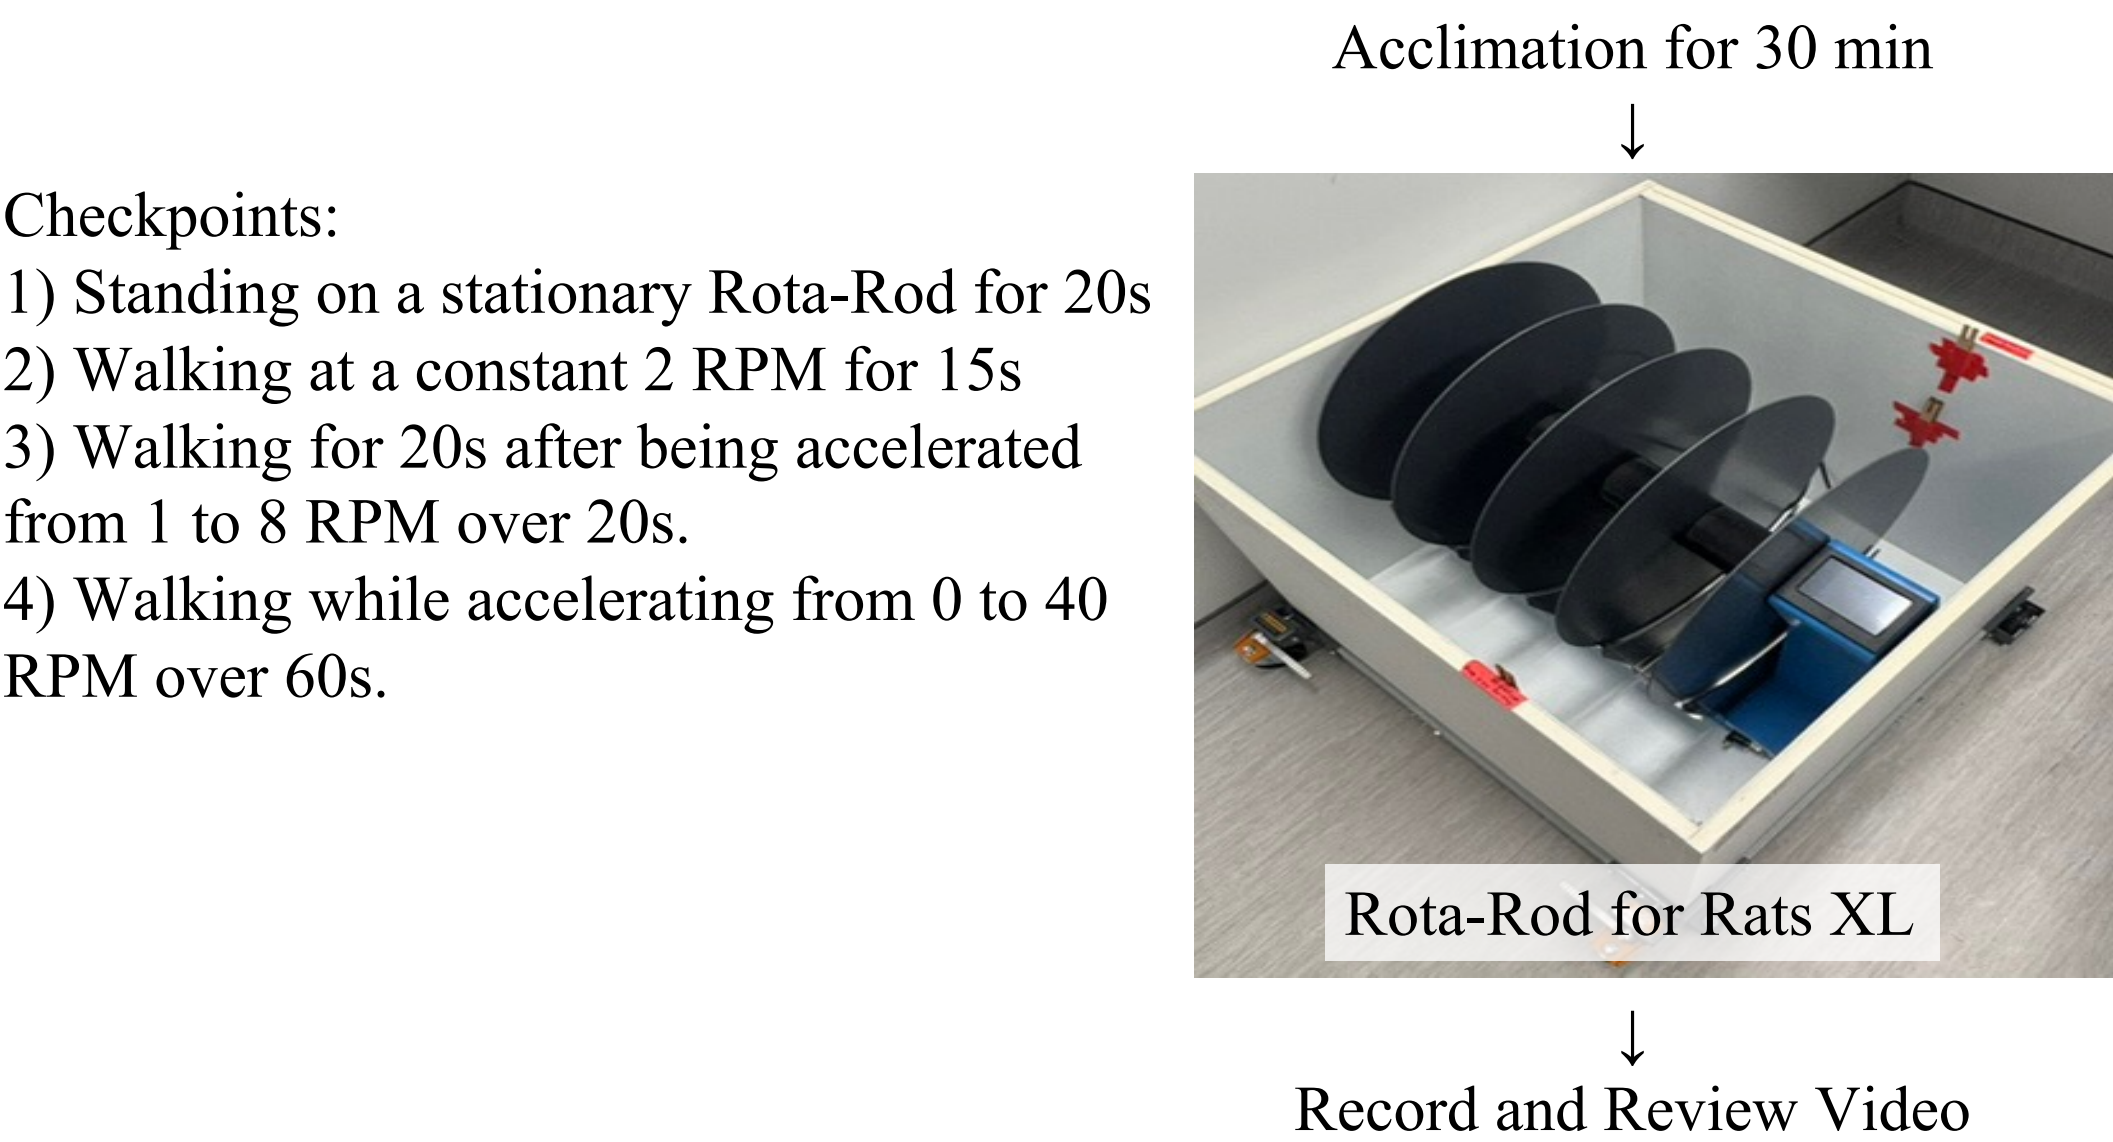 Acclimation for 30 min
↓
Checkpoints:
1) Standing on a stationary Rota-Rod for 20s
2) Walking at a constant 2 RPM for 15s
3) Walking for 20s after being accelerated
from 1 to 8 RPM over 20s.
4) Walking while accelerating from 0 to 40
RPM over 60s.
Rota-Rod for Rats XL
↓
Record and Review Video